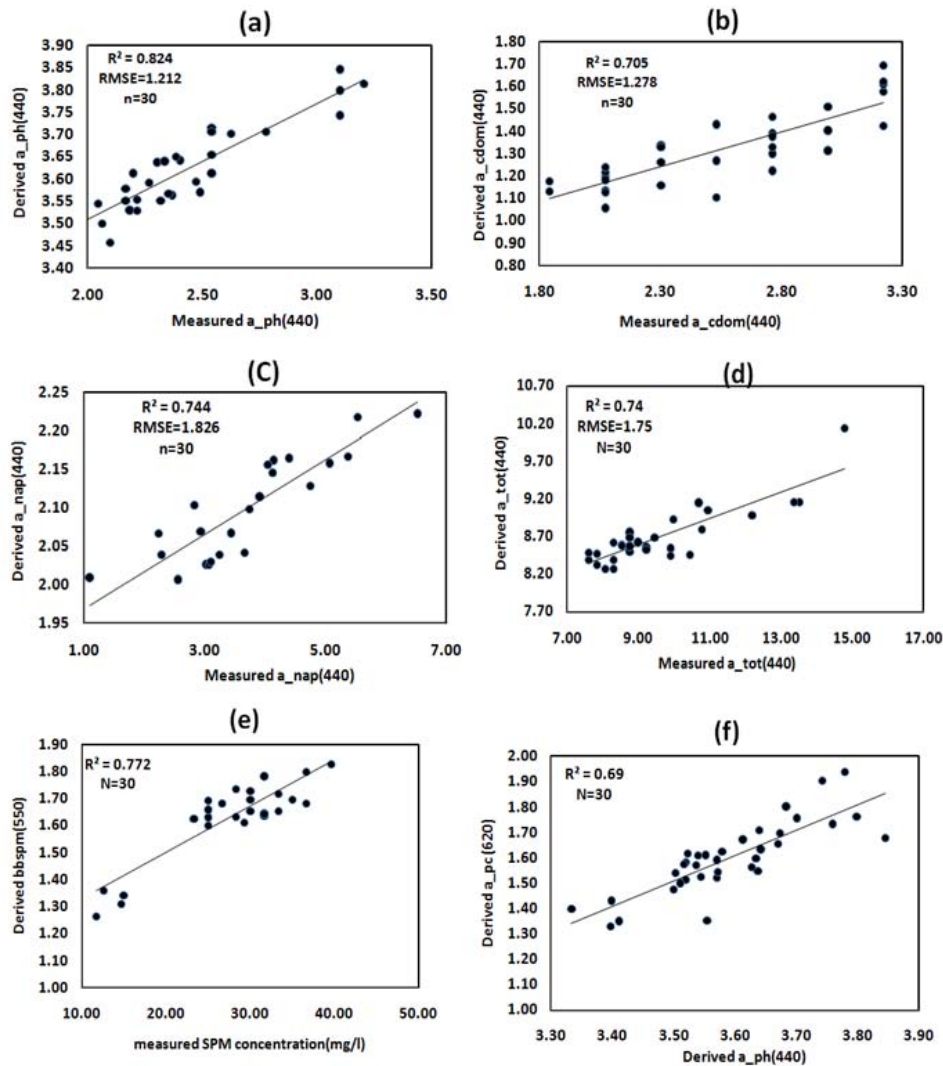 (a)
R² = 0.824
RMSE=1.212
n=30
Derived a_ph(440)
3.90
3.85
3.80
3.75
3.70
3.65
3.60
3.55
3.50
3.45
3.40
2.00 2.50 3.00 3.50
Measured a_ph(440)
(b)
R² = 0.705
RMSE=1.278
n=30
Derived a_cdom(440)
1.80
1.70
1.60
1.50
1.40
1.30
1.20
1.10
1.00
0.90
0.80
1.80 2.30 2.80 3.30
Measured a_cdom(440)
(C)
R² = 0.744
RMSE=1.826
n=30
Derived a_nap(440)
2.25
2.20
2.15
2.10
2.05
2.00
1.95
1.00 3.00 5.00 7.00
Measured a_nap(440)
(d)
R² = 0.74
RMSE=1.75
N=30
Derived a_tot(440)
10.70
9.70
9.20
8.70
8.20
7.70
7.00 9.00 11.00 13.00 15.00 17.00
Measured a_tot(440)
(e)
R² = 0.772
N=30
Derived bbspm(550)
1.90
1.80
1.70
1.60
1.50
1.40
1.30
1.20
1.10
1.00
10.00 20.00 30.00 40.00 50.00
measured SPM concentration(mg/l)
(f)
R² = 0.69
N=30
Derived a_pc(620)
2.00
1.90
1.80
1.70
1.60
1.50
1.40
1.30
1.20
1.10
1.00
3.30 3.40 3.50 3.60 3.70 3.80 3.90
Derived a_ph(440)